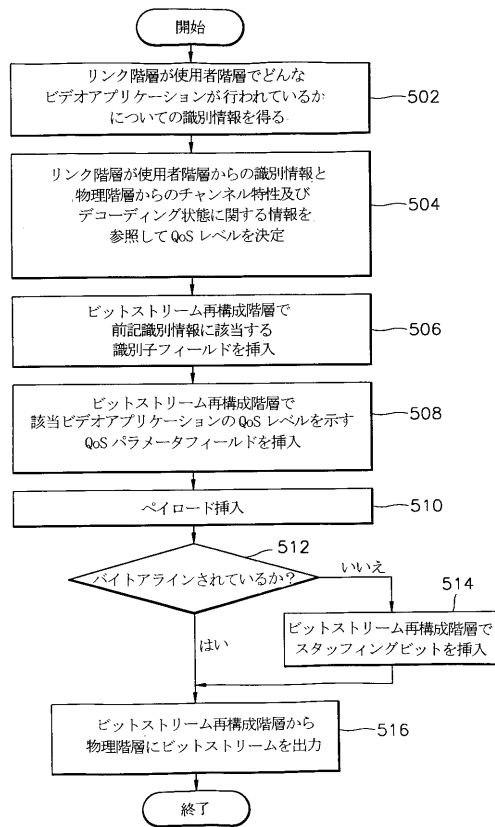 開始
リンク階層が使用者階層でどんな
ビデオアプリケーションが行われているか
についての識別情報を得る
502
リンク階層が使用者階層からの識別情報と
物理階層からのチャンネル特性及び
デコーディング状態に関する情報を
参照してQoSレベルを決定
504
ビットストリーム再構成階層で
前記識別情報に該当する
識別子フィールドを挿入
506
ビットストリーム再構成階層で
該当ビデオアプリケーションのQoSレベルを示す
QoSパラメータフィールドを挿入
508
ペイロード挿入
510
512
バイトアラインされているか?
いいえ
514
はい
ビットストリーム再構成階層で
スタッフィングビットを挿入
ビットストリーム再構成階層から
物理階層にビットストリームを出力
516
終了